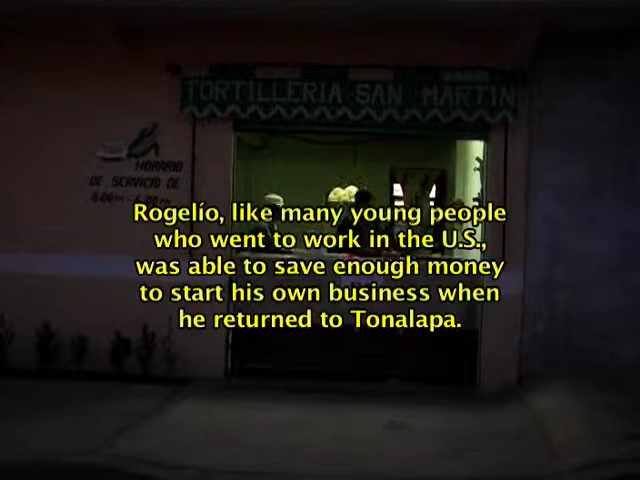 TORTILLERIA SAN MARTIN
HORARIO
DE SERVICIO DE
Rogelío, like many young people
who went to work in the U.S.,
was able to save enough money
to start his own business when
he returned to Tonalapa.